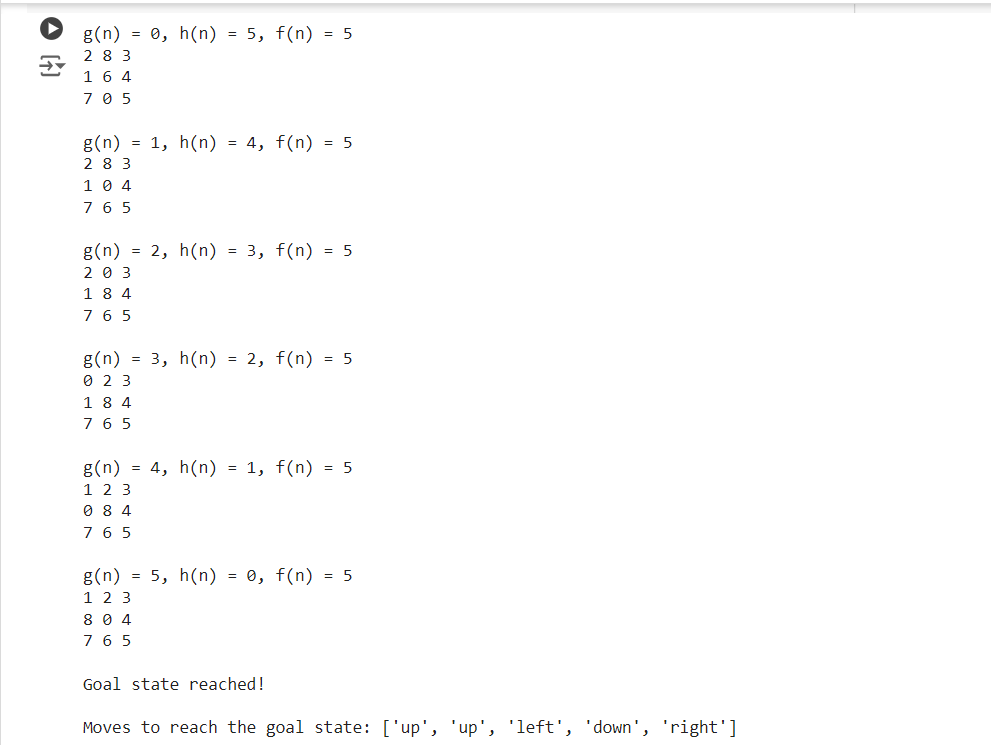 g(n) = 0, h(n) = 5, f(n) = 5
2 8 3
1 6 4
7 0 5
g(n) = 1, h(n) = 4, f(n) = 5
2 8 3
1 0 4
7 6 5
g(n) = 2, h(n) = 3, f(n) = 5
2 0 3
1 8 4
7 6 5
g(n) = 3, h(n) = 2, f(n) = 5
0 2 3
1 8 4
7 6 5
g(n) = 4, h(n) = 1, f(n) = 5
1 2 3
0 8 4
7 6 5
g(n) = 5, h(n) = 0, f(n) = 5
1 2 3
8 0 4
7 6 5
Goal state reached!
Moves to reach the goal state: ['up', 'up', 'left', 'down', 'right']